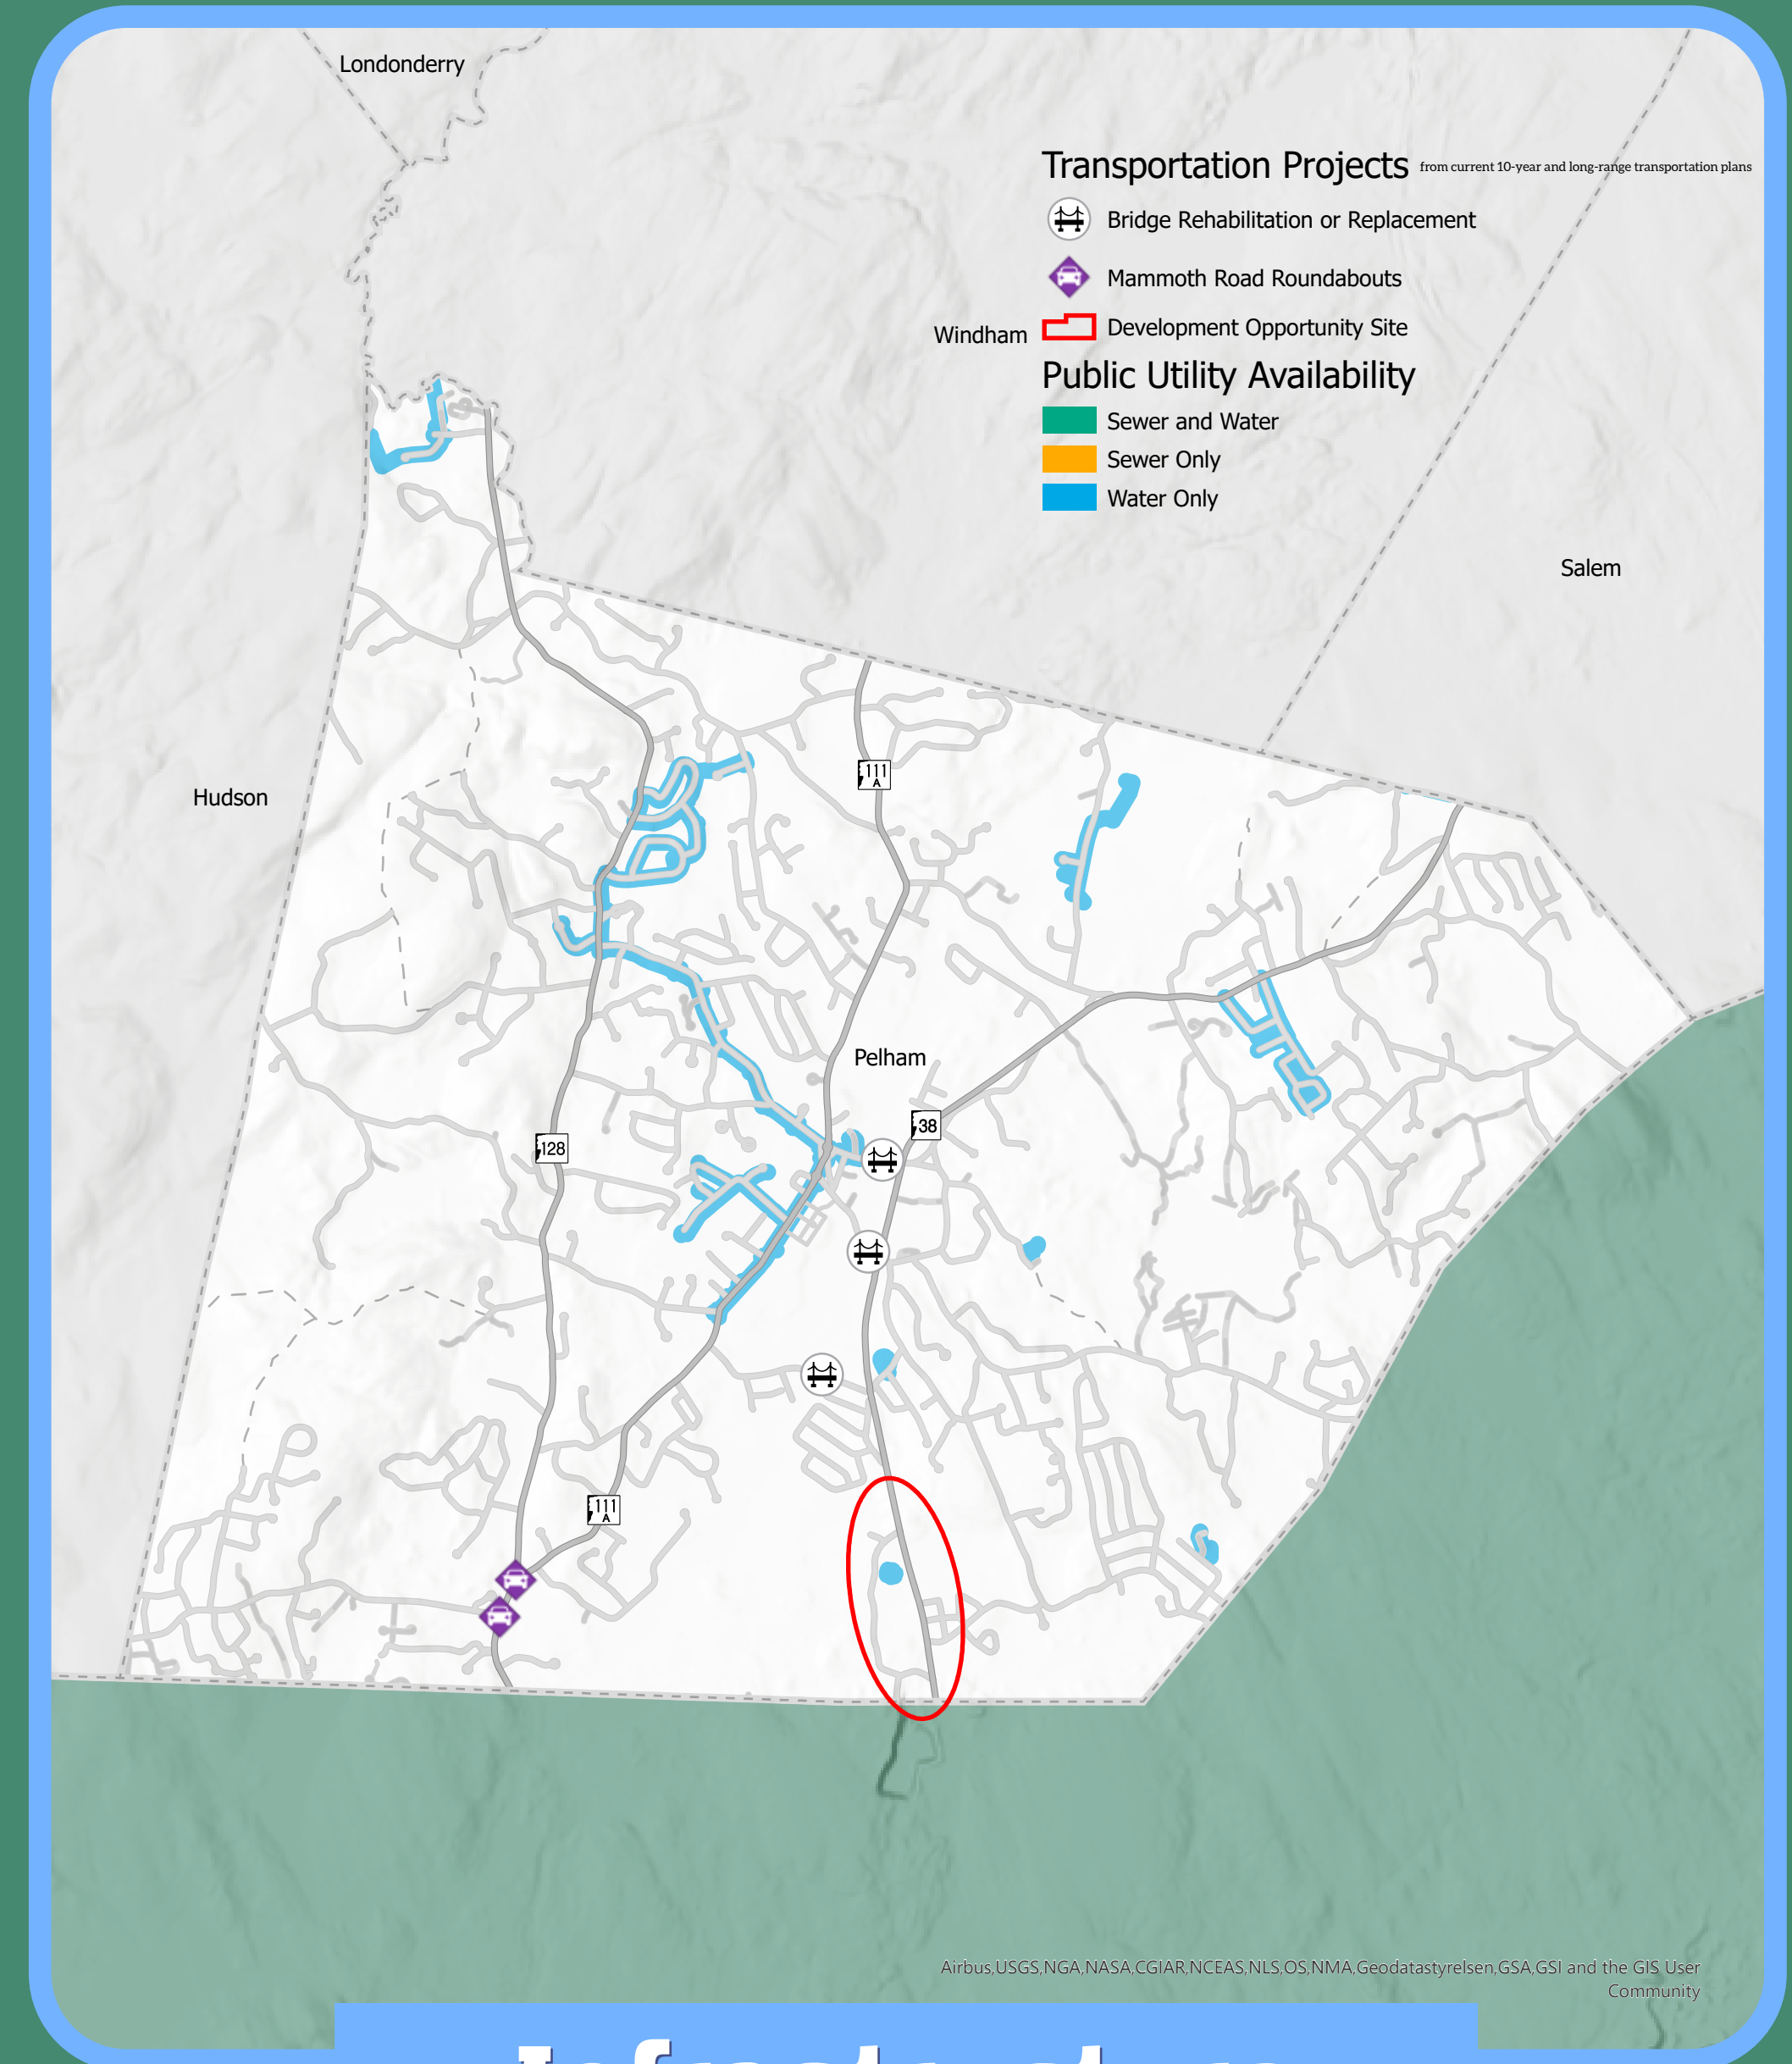 Londonderry
Transportation Projects from current 10-year and long-range transportation plans
Bridge Rehabilitation or Replacement
Mammoth Road Roundabouts
Windham
Development Opportunity Site
Public Utility Availability
Sewer and Water
Sewer Only
Water Only
Salem
Hudson
111
A
Pelham
38
128
111
A
Airbus,USGS,NGA,NASA,CGIAR,NCEAS,NLS,OS,NMA,Geodatastyrelsen,GSA,GSI and the GIS User
Community